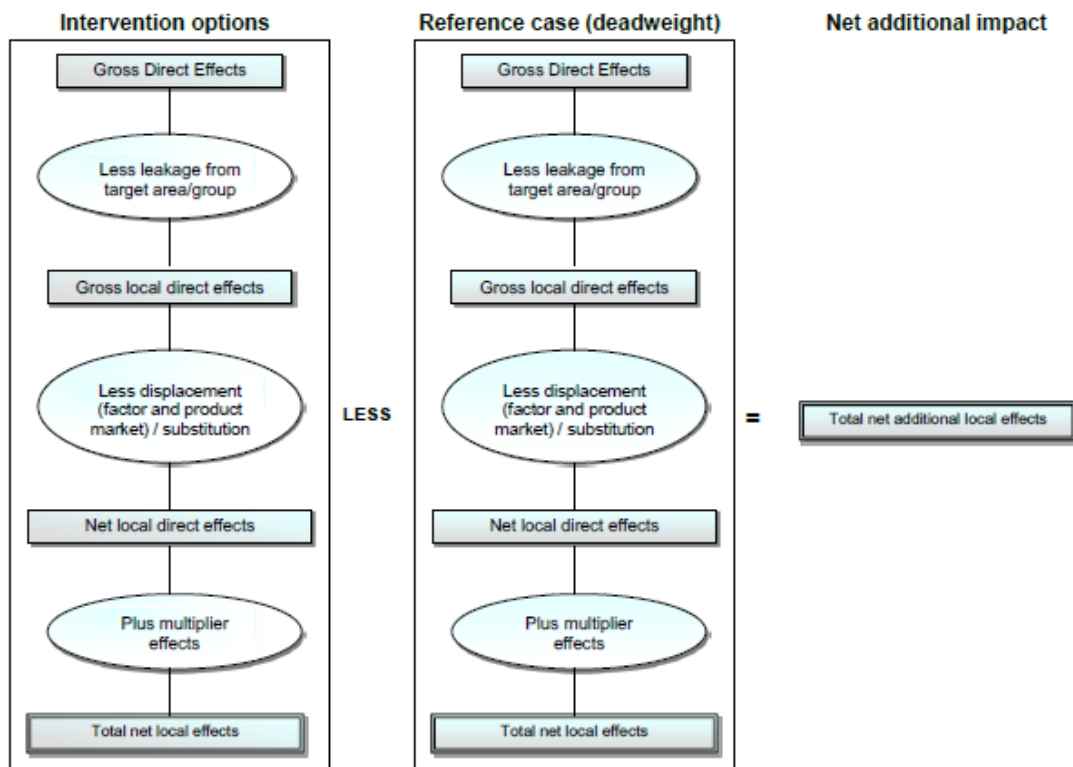 Intervention options
Gross Direct Effects
Less leakage from
target area/group
Gross local direct effects
Less displacement
(factor and product
market) / substitution
Net local direct effects
Plus multiplier
effects
Total net local effects
LESS
Reference case (deadweight)
Gross Direct Effects
Less leakage from
target area/group
Gross local direct effects
Less displacement
(factor and product
market) / substitution
Net local direct effects
Plus multiplier
effects
Total net local effects
=
Net additional impact
Total net additional local effects